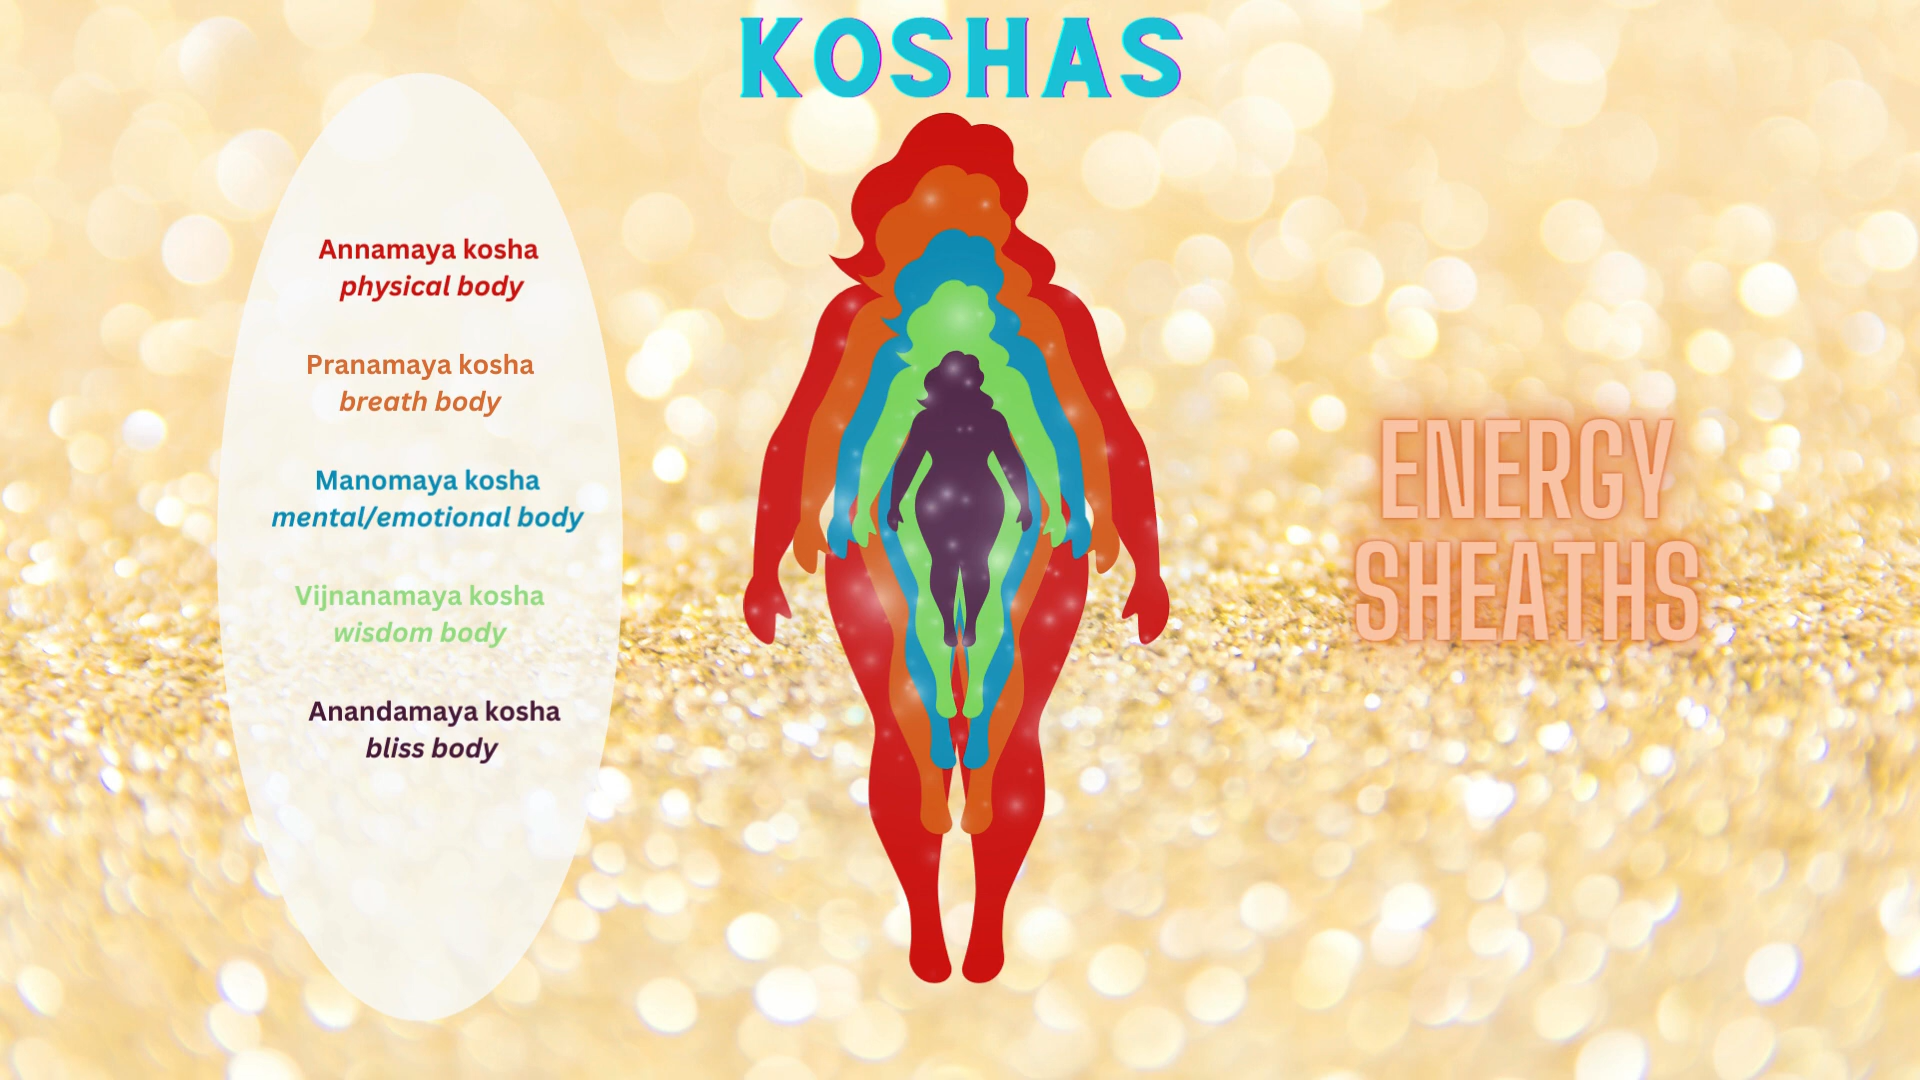 KOSHAS
Annamaya kosha
physical body
Pranamaya kosha
breath body
Manomaya kosha
mental/emotional body
Vijnanamaya kosha
wisdom body
Anandamaya kosha
bliss body
ENERGY
SHEATHS